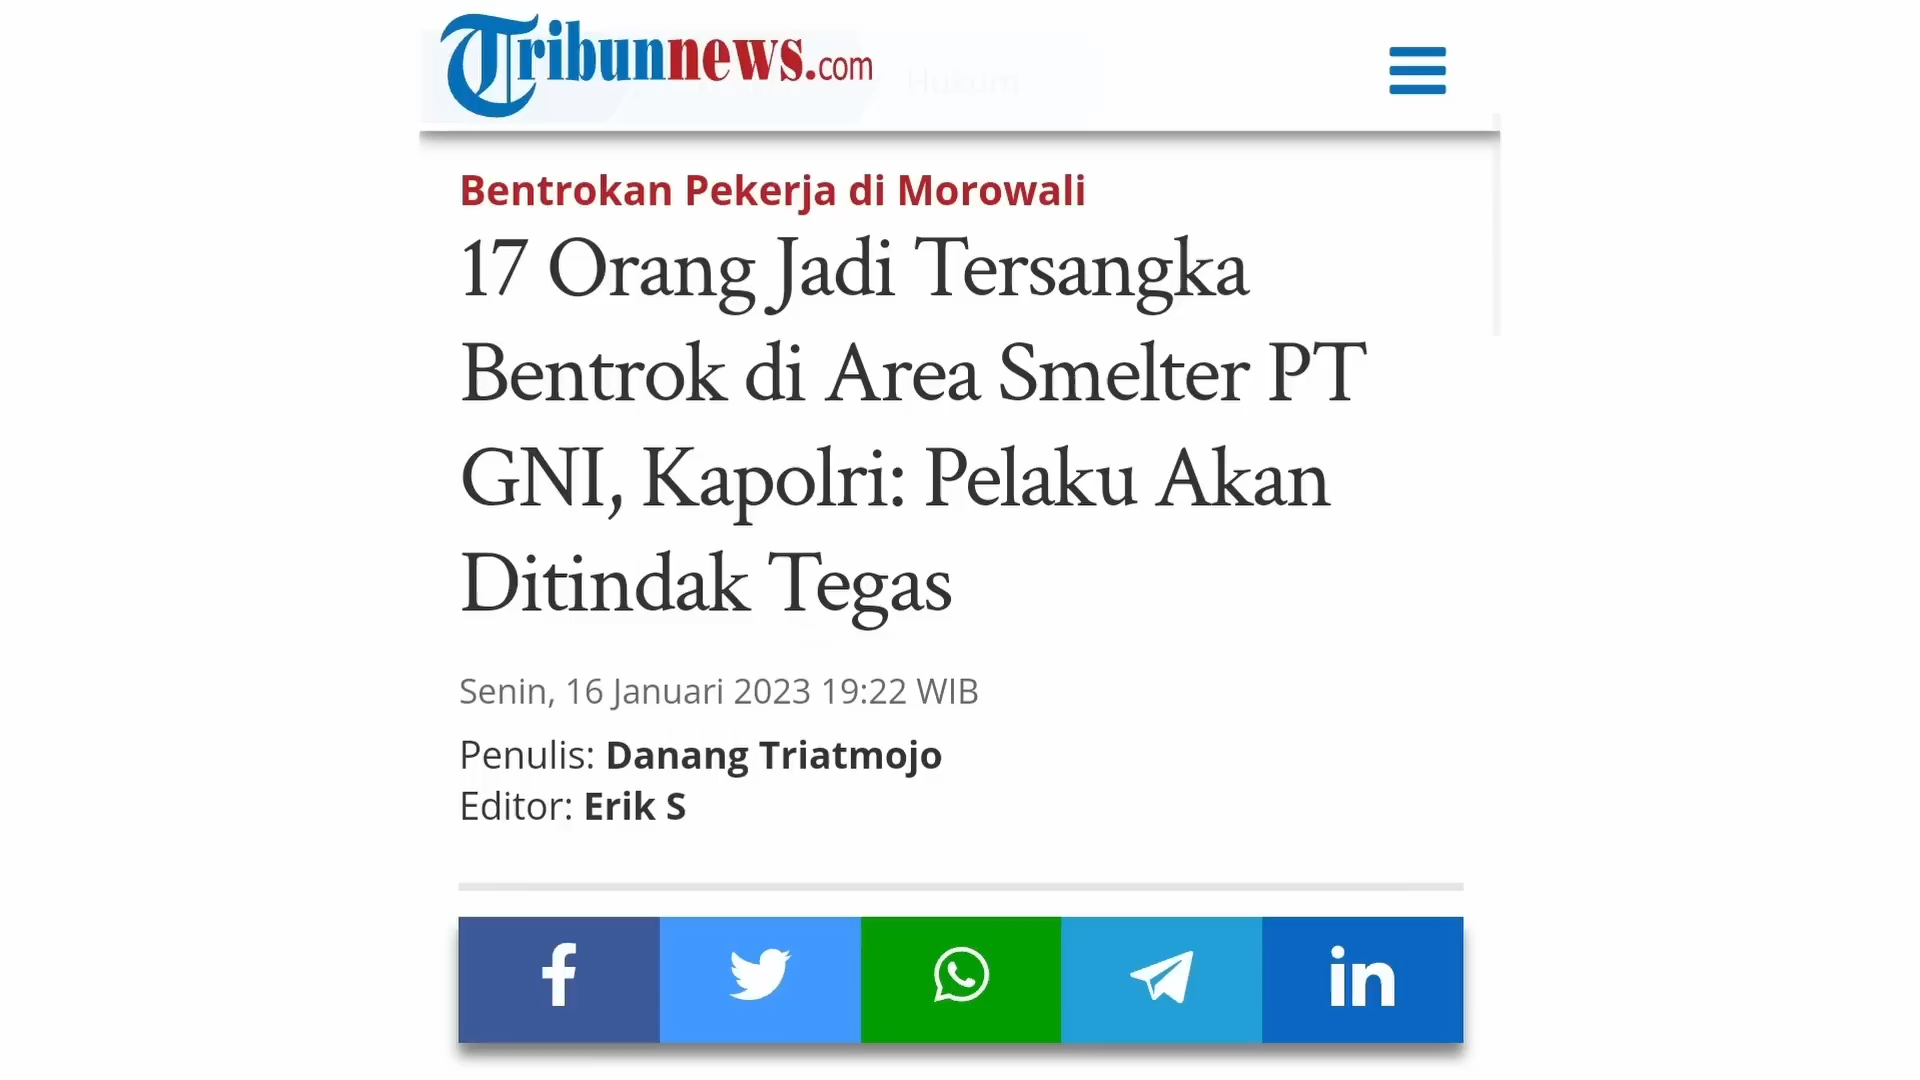 Tribunnews.com
Hukum
Bentrokan Pekerja di Morowali
17 Orang Jadi Tersangka
Bentrok di Area Smelter PT
GNI, Kapolri: Pelaku Akan
Ditindak Tegas
Senin, 16 Januari 2023 19:22 WIB
Penulis: Danang Triatmojo
Editor: Erik S